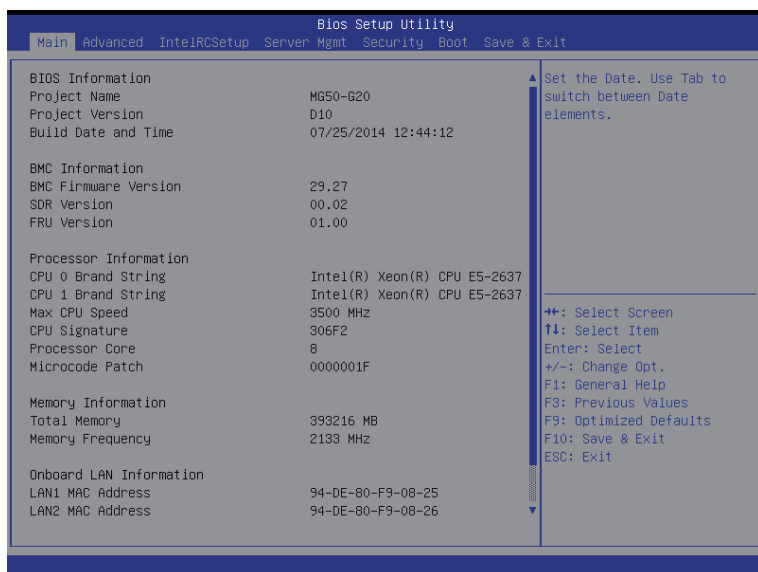 Bios Setup Utility
Main Advanced IntelRCSetup Server Mgmt Security Boot Save & Exit
BIOS Information
Project Name MG50-G20
Project Version D10
Build Date and Time 07/25/2014 12:44:12
BMC Information
BMC Firmware Version 29.27
SDR Version 00.02
FRU Version 01.00
Processor Information
CPU 0 Brand String Intel(R) Xeon(R) CPU E5-2637
CPU 1 Brand String Intel(R) Xeon(R) CPU E5-2637
Max CPU Speed 3500 MHz
CPU Signature 306F2
Processor Core 8
Microcode Patch 0000001F
Memory Information
Total Memory 393216 MB
Memory Frequency 2133 MHz
Onboard LAN Information
LAN1 MAC Address 94-DE-80-F9-08-25
LAN2 MAC Address 94-DE-80-F9-08-26
Set the Date. Use Tab to
switch between Date
elements.
→←: Select Screen
↑↓: Select Item
Enter: Select
+/-: Change Opt.
F1: General Help
F3: Previous Values
F9: Optimized Defaults
F10: Save & Exit
ESC: Exit